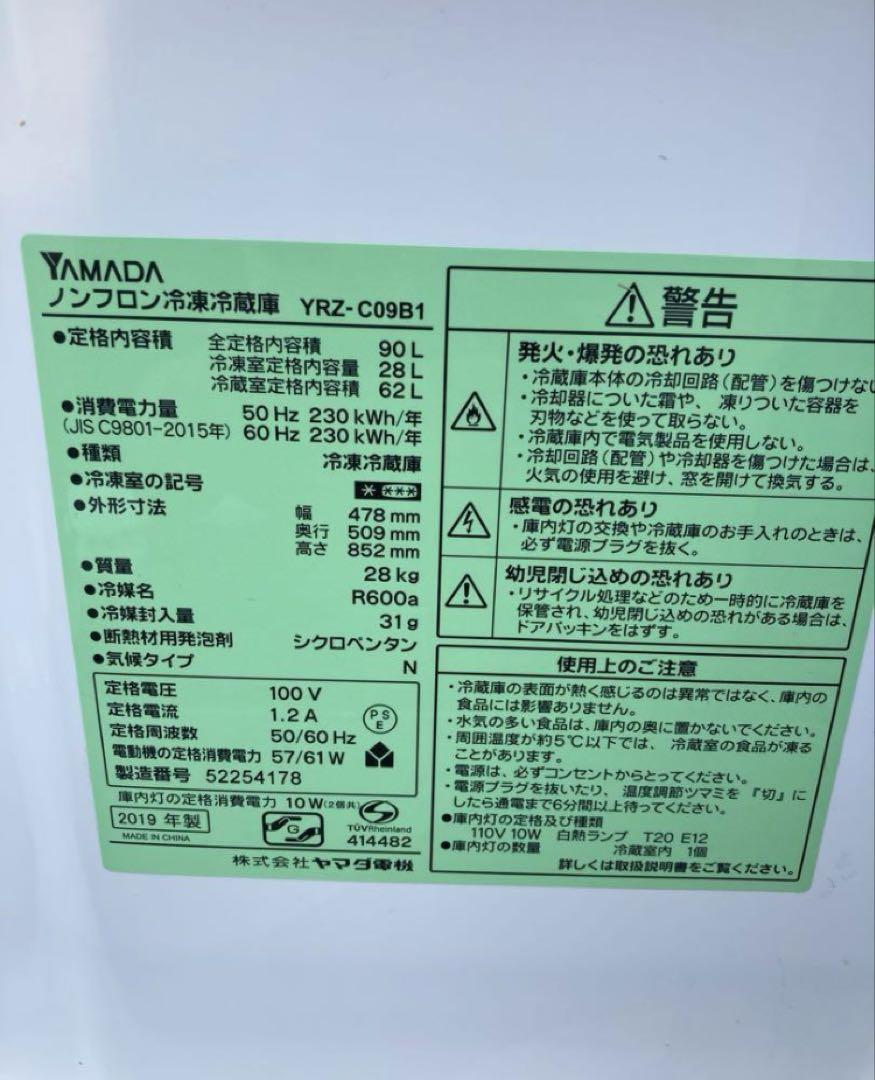 YAMADA
ノンフロン冷凍冷蔵庫 YRZ-C09B1
●定格内容積 全定格内容積 90 L
冷凍室定格内容量 28 L
冷蔵室定格内容積 62 L
●消費電力量 50 Hz 230 kWh/年
(JIS C9801-2015年) 60 Hz 230 kWh/年
●種類 冷凍冷蔵庫
●冷凍室の記号
●外形寸法 幅 478 mm
奥行 509 mm
高さ 852 mm
●質量 28 kg
●冷媒名 R600a
●冷媒封入量 31 g
●断熱材用発泡剤 シクロペンタン
●気候タイプ N
定格電圧 100 V
定格電流 1.2 A
定格周波数 50/60 Hz
電動機の定格消費電力 57/61 W
製造番号 52254178
PS
E
庫内灯の定格消費電力 10 W(2個共)
2019 年製
MADE IN CHINA
G
TÜVRheinland
414482
株式会社ヤマダ電機
警告
発火・爆発の恐れあり
・冷蔵庫本体の冷却回路(配管)を傷つけない
・冷却器についた霜や、凍りついた容器を
刃物などを使って取らない。
・冷蔵庫内で電気製品を使用しない。
・冷却回路(配管)や冷却器を傷つけた場合は、
火気の使用を避け、窓を開けて換気する。
感電の恐れあり
・庫内灯の交換や冷蔵庫のお手入れのときは、
必ず電源プラグを抜く。
幼児閉じ込めの恐れあり
・リサイクル処理などのため一時的に冷蔵庫を
保管され、幼児閉じ込めの恐れがある場合は、
ドアパッキンをはずす。
使用上のご注意
・冷蔵庫の表面が熱く感じるのは異常ではなく、庫内の
食品には影響ありません。
・水気の多い食品は、庫内の奥に置かないでください。
・周囲温度が約5℃以下では、冷蔵室の食品が凍る
ことがあります。
・電源は、必ずコンセントからとってください。
・電源プラグを抜いたり、温度調節ツマミを『切』に
したら通電まで6分間以上待ってください。
●庫内灯の定格及び種類
110V 10W 白熱ランプ T20 E12
●庫内灯の数量 冷蔵室内 1個
詳しくは取扱説明書をご覧ください。